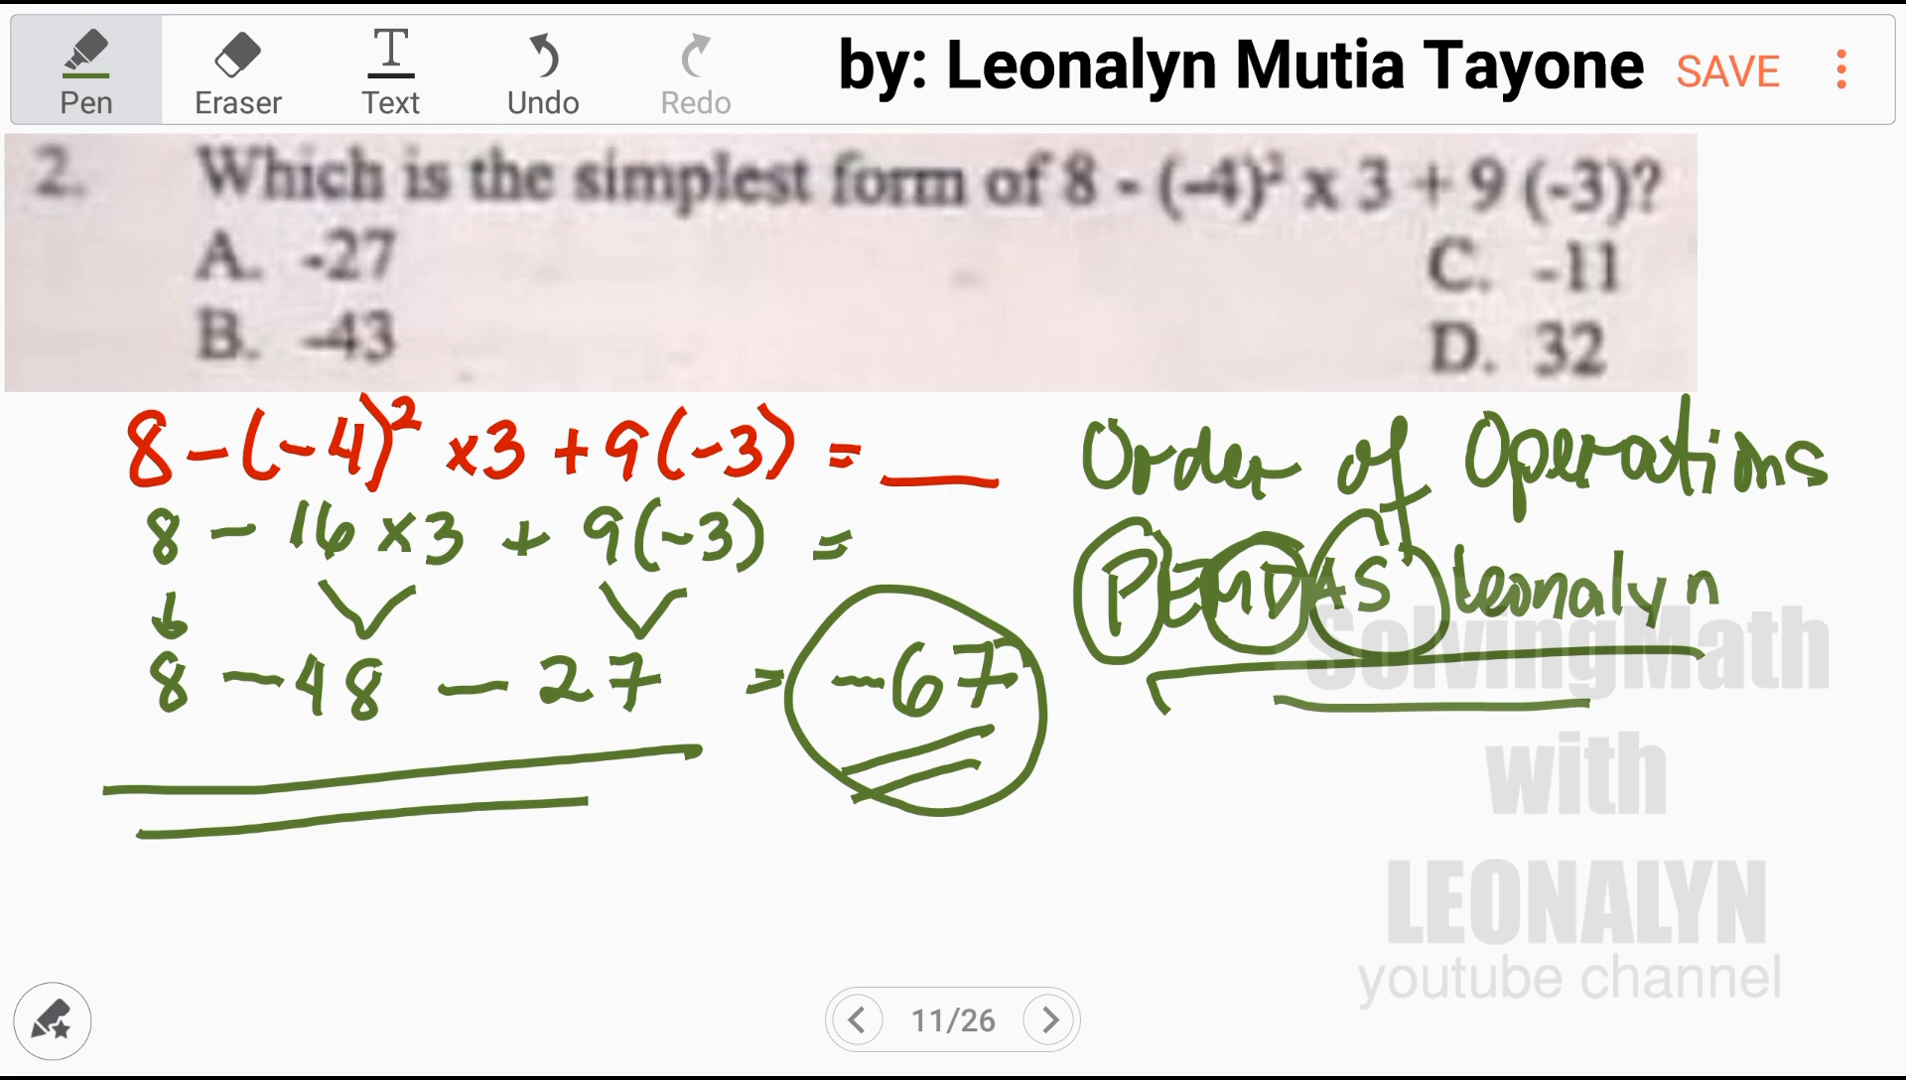 Pen Eraser Text Undo Redo by: Leonalyn Mutia Tayone SAVE
2. Which is the simplest form of 8 - (-4)² x 3 + 9 (-3)?
A. -27
C. -11
B. -43
D. 32
8 - (-4)² x3 + 9(-3) = ___
Order of Operations
8 - 16 x 3 + 9(-3) =
PEMDAS leonalyn
8 - 48 - 27 = -67
SolvingMath
with
LEONALYN
youtube channel
11/26